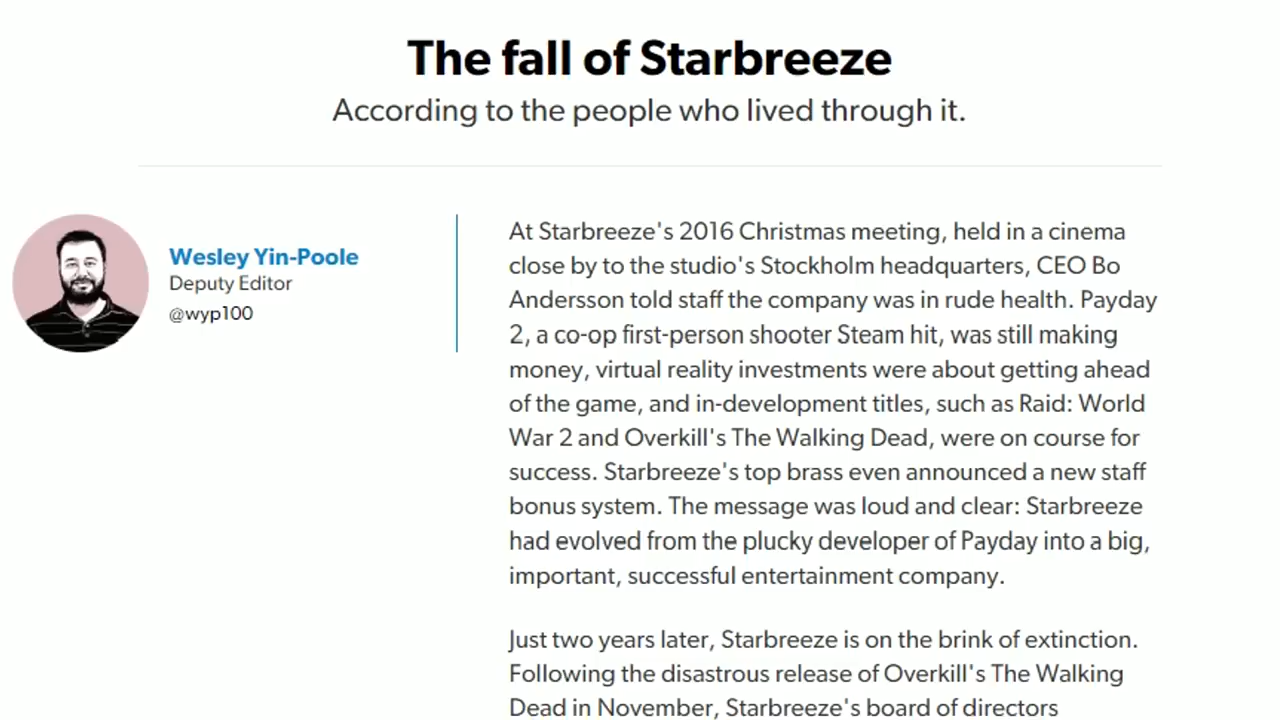 The fall of Starbreeze
According to the people who lived through it.
Wesley Yin-Poole
Deputy Editor
@wyp100
At Starbreeze's 2016 Christmas meeting, held in a cinema
close by to the studio's Stockholm headquarters, CEO Bo
Andersson told staff the company was in rude health. Payday
2, a co-op first-person shooter Steam hit, was still making
money, virtual reality investments were about getting ahead
of the game, and in-development titles, such as Raid: World
War 2 and Overkill's The Walking Dead, were on course for
success. Starbreeze's top brass even announced a new staff
bonus system. The message was loud and clear: Starbreeze
had evolved from the plucky developer of Payday into a big,
important, successful entertainment company.
Just two years later, Starbreeze is on the brink of extinction.
Following the disastrous release of Overkill's The Walking
Dead in November, Starbreeze's board of directors